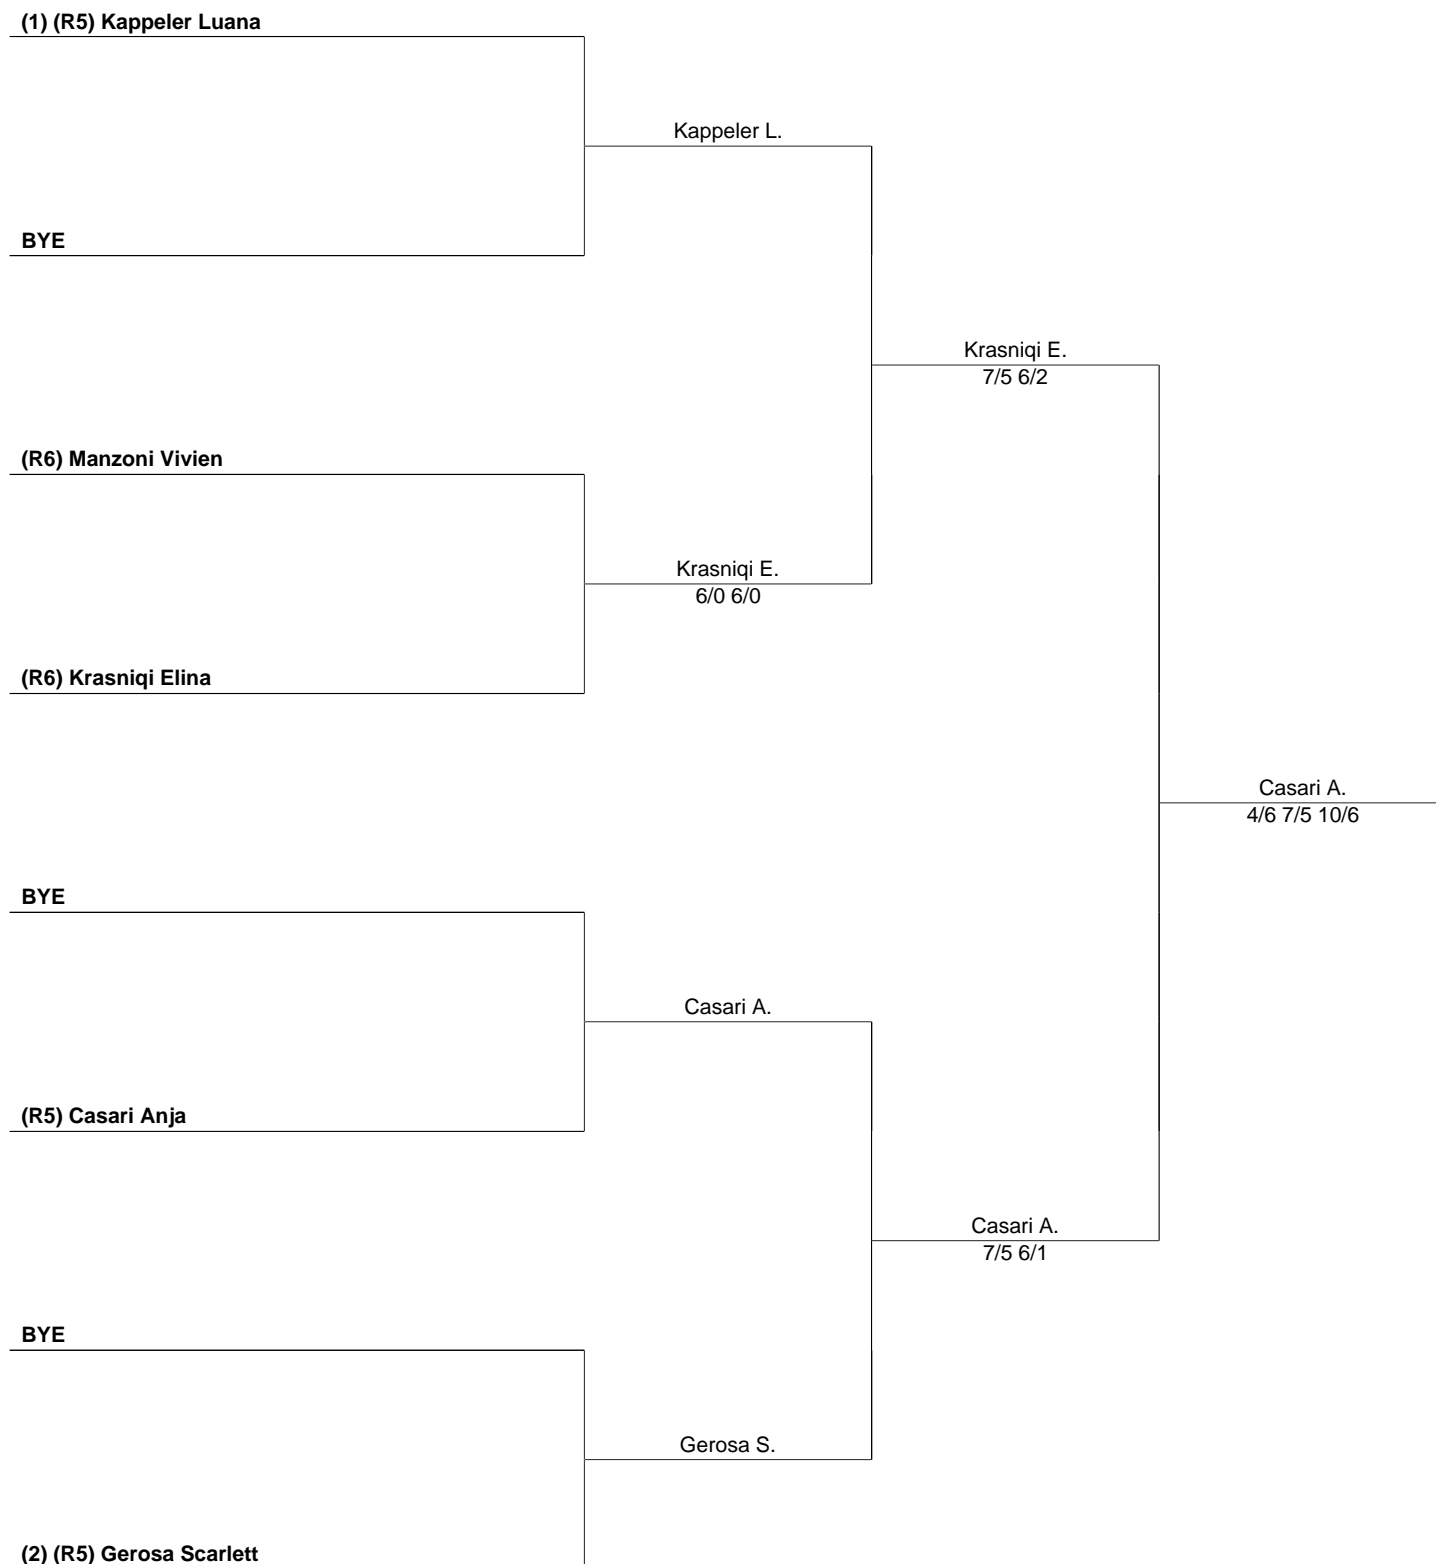 (1) (R5) Kappeler Luana
Kappeler L.
BYE
Krasniqi E.
7/5 6/2
(R6) Manzoni Vivien
Krasniqi E.
6/0 6/0
(R6) Krasniqi Elina
Casari A.
4/6 7/5 10/6
BYE
Casari A.
(R5) Casari Anja
Casari A.
7/5 6/1
BYE
Gerosa S.
(2) (R5) Gerosa Scarlett